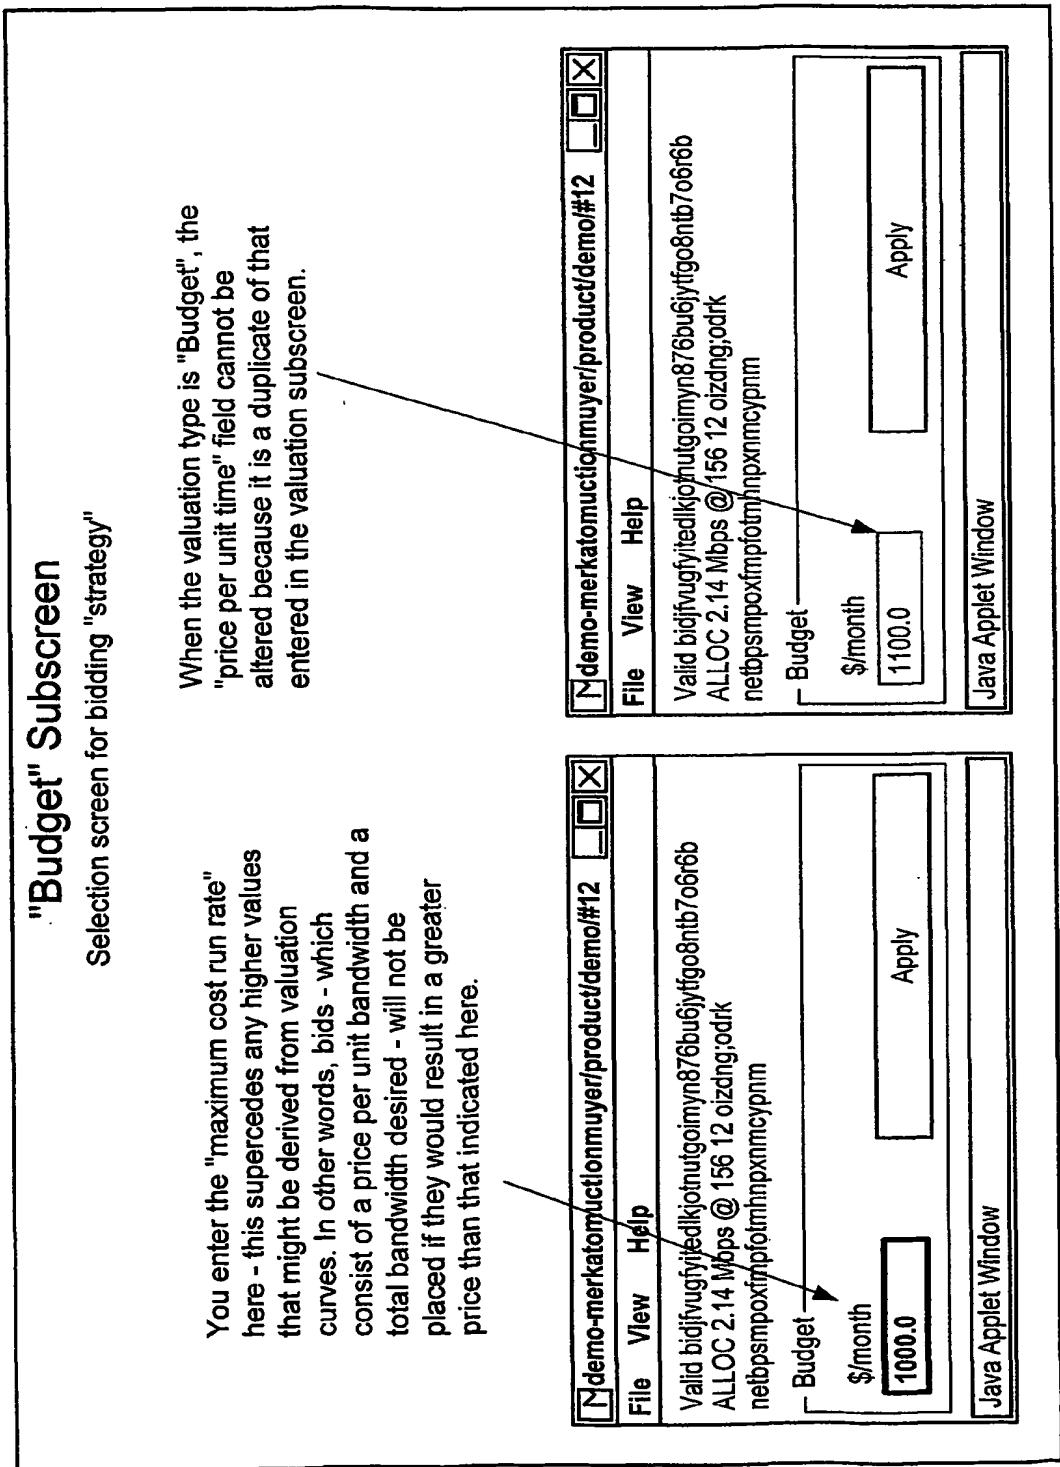 "Budget" Subscreen
Selection screen for bidding "strategy"
You enter the "maximum cost run rate"
here - this supercedes any higher values
that might be derived from valuation
curves. In other words, bids - which
consist of a price per unit bandwidth and a
total bandwidth desired - will not be
placed if they would result in a greater
price than that indicated here.
When the valuation type is "Budget", the
"price per unit time" field cannot be
altered because it is a duplicate of that
entered in the valuation subscreen.
demo-merkatomuctionmuyer/product/demo/#12
File View Help
Valid bidjfvugfyitedlkjotnutgoimyn876bu6jytfgo8ntb7o6r6b
ALLOC 2.14 Mbps @ 156 12 oizdng;odrk
netbpsmpoxfmpfotmhnpxnmcypnm
Budget
$/month
1000.0
Apply
Java Applet Window
demo-merkatomuctionmuyer/product/demo/#12
File View Help
Valid bidjfvugfyitedlkjotnutgoimyn876bu6jytfgo8ntb7o6r6b
ALLOC 2.14 Mbps @ 156 12 oizdng;odrk
netbpsmpoxfmpfotmhnpxnmcypnm
Budget
$/month
1100.0
Apply
Java Applet Window